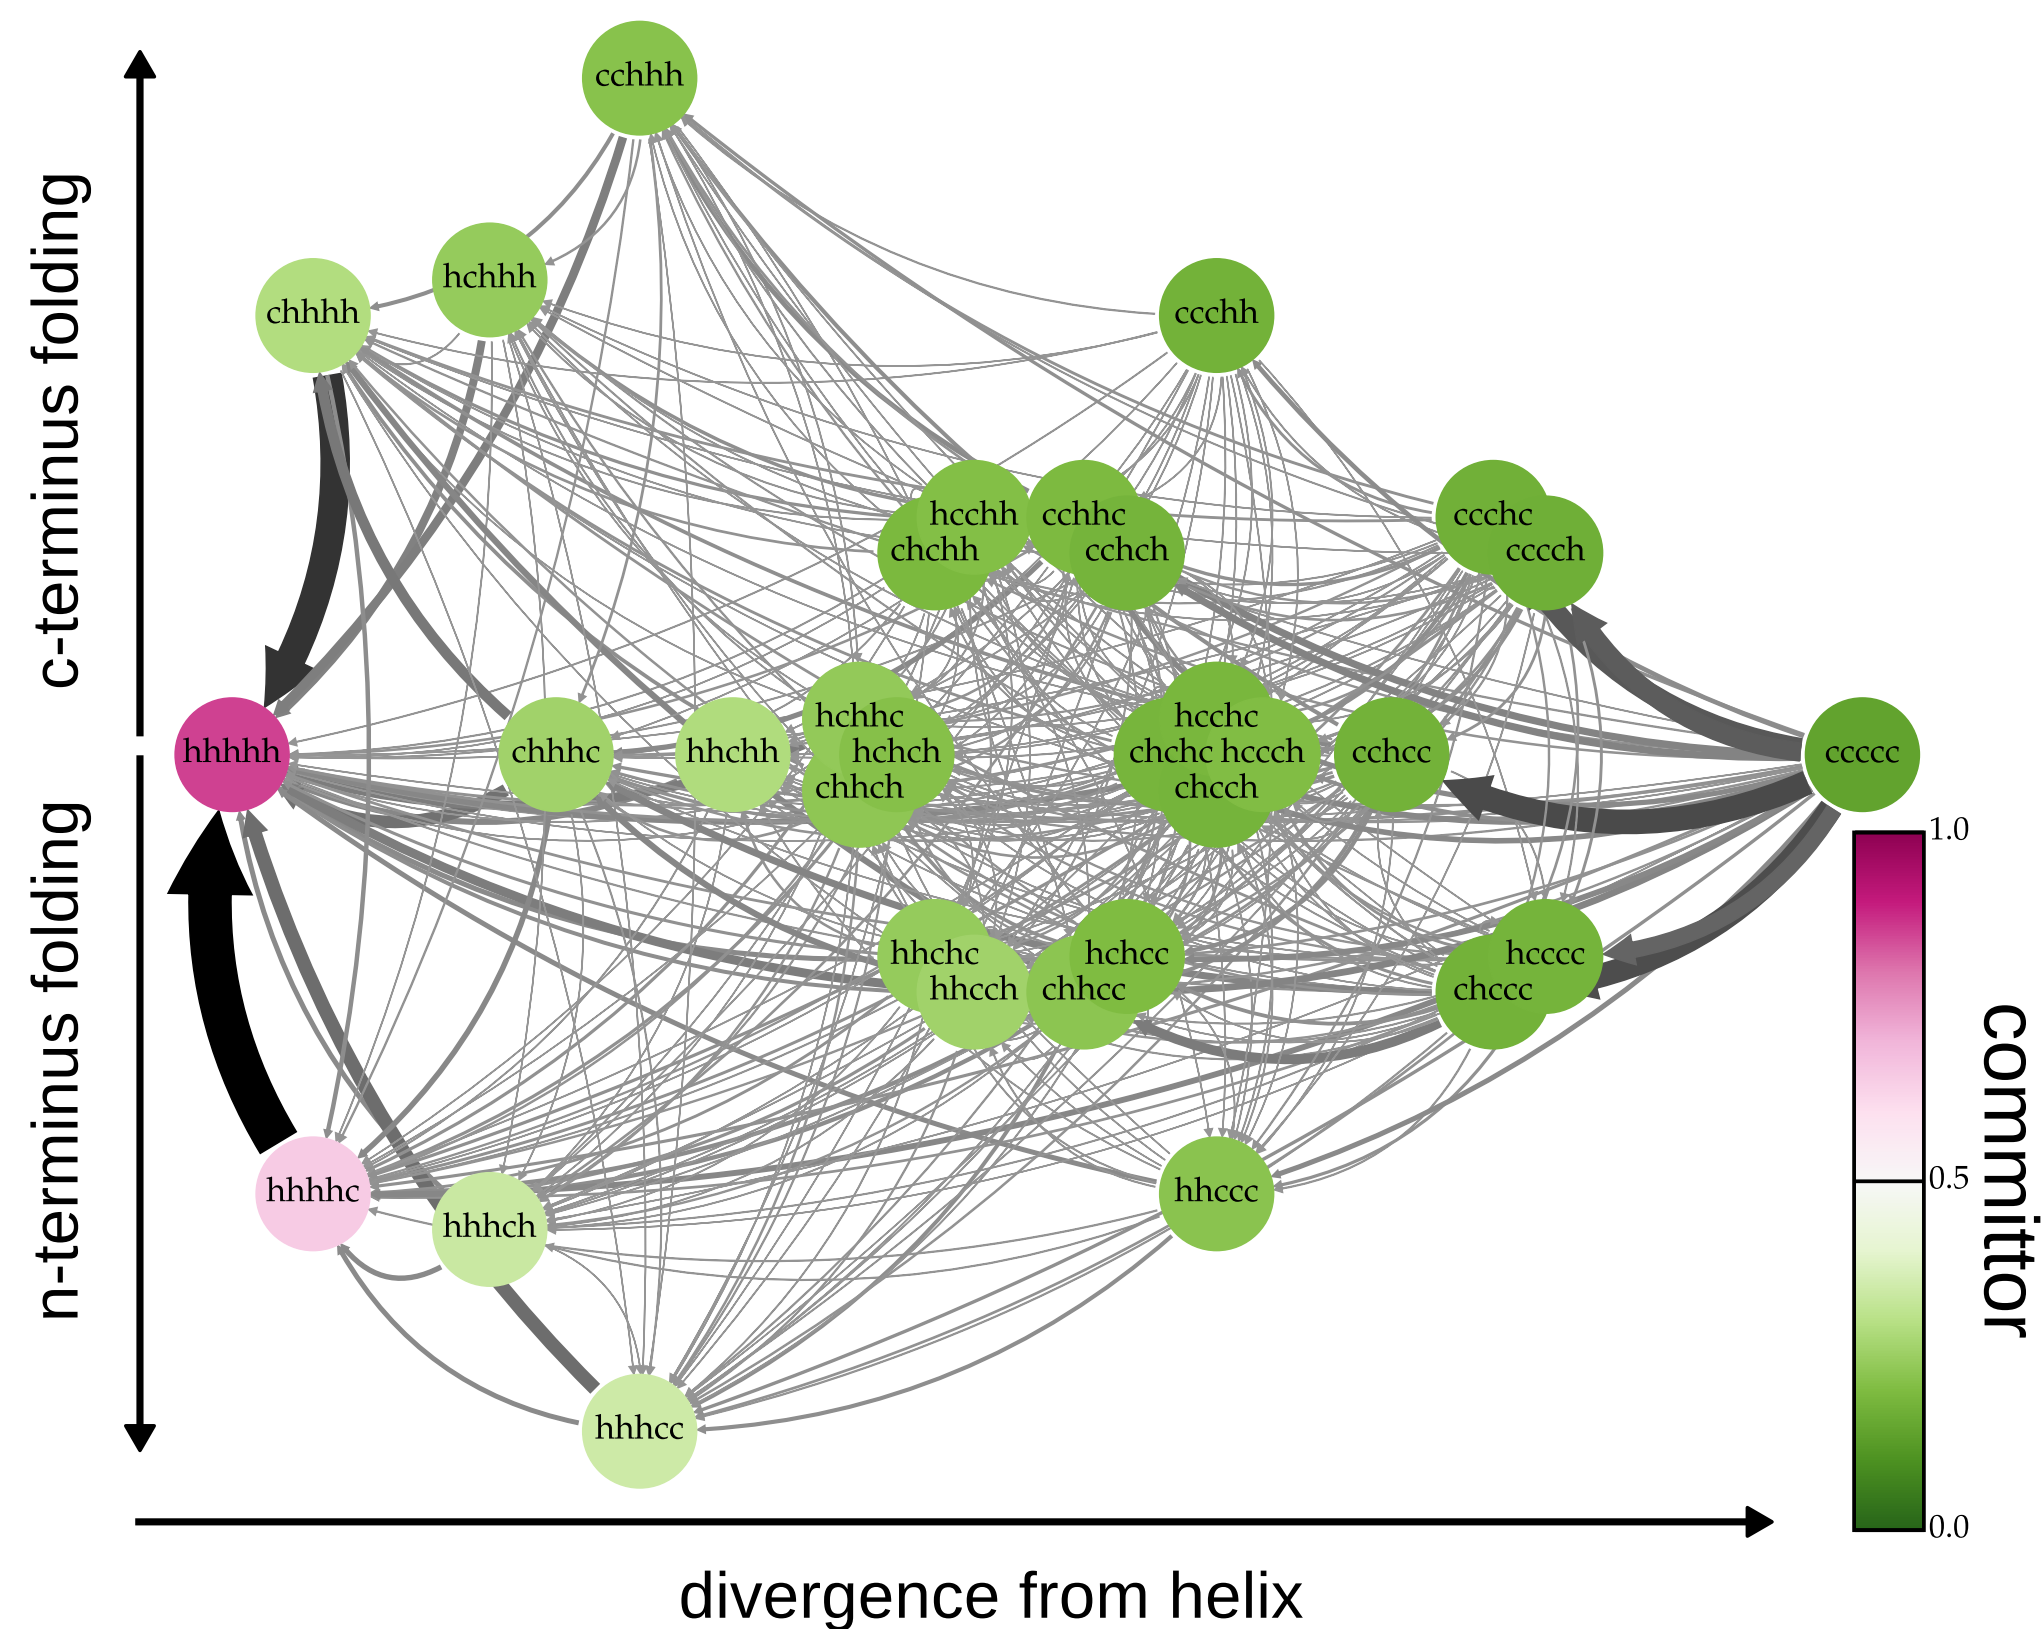 cchhh
hchhh
chhhh
ccchh
c-terminus folding
hcchh
cchhc
ccchc
chchh
cchch
cccch
hchhc
hcchc
hhhhh
chhhc
hhchh
hchch
chchc
hccch
cchcc
ccccc
chhch
chcch
1.0
n-terminus folding
hhchc
hchcc
hcccc
hhcch
chhcc
chccc
committor
0.5
hhhhc
hhccc
hhhch
hhhcc
0.0
divergence from helix